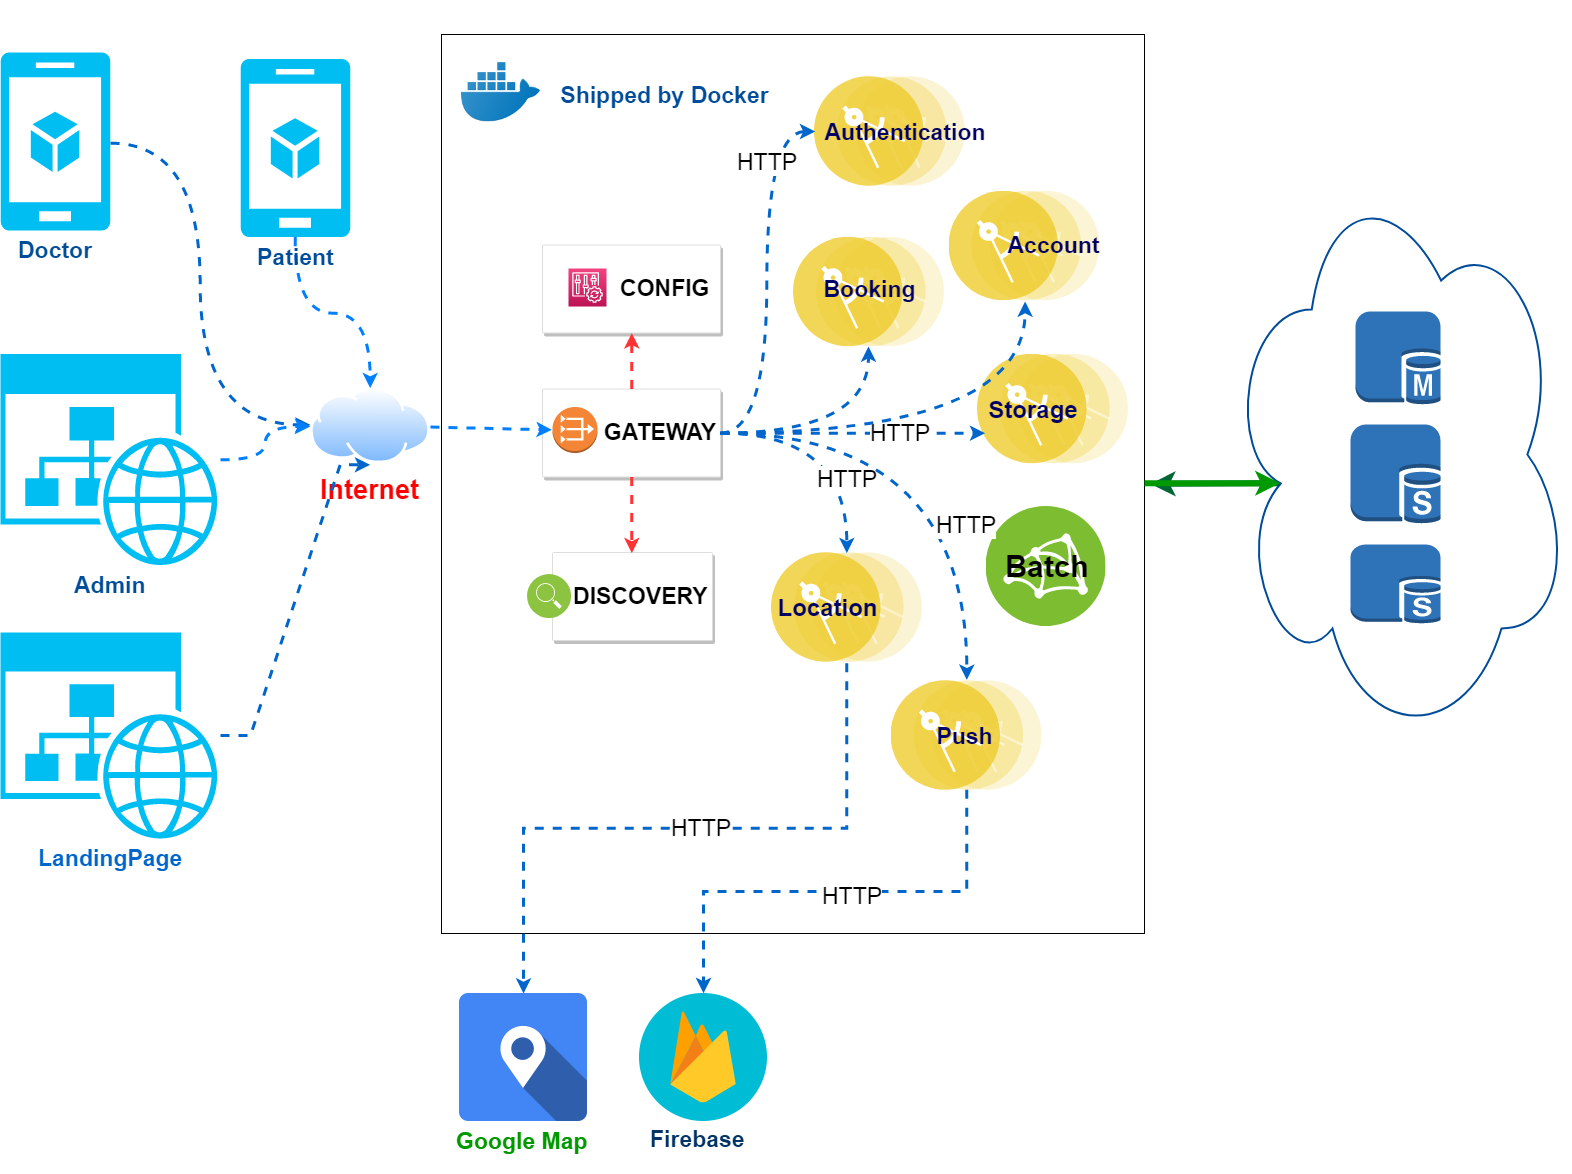 Shipped by Docker
Doctor
Patient
Authentication
HTTP
Account
CONFIG
Booking
Storage
GATEWAY
HTTP
HTTP
Internet
HTTP
Batch
Admin
DISCOVERY
Location
Push
HTTP
LandingPage
HTTP
Google Map
Firebase
M
S
S